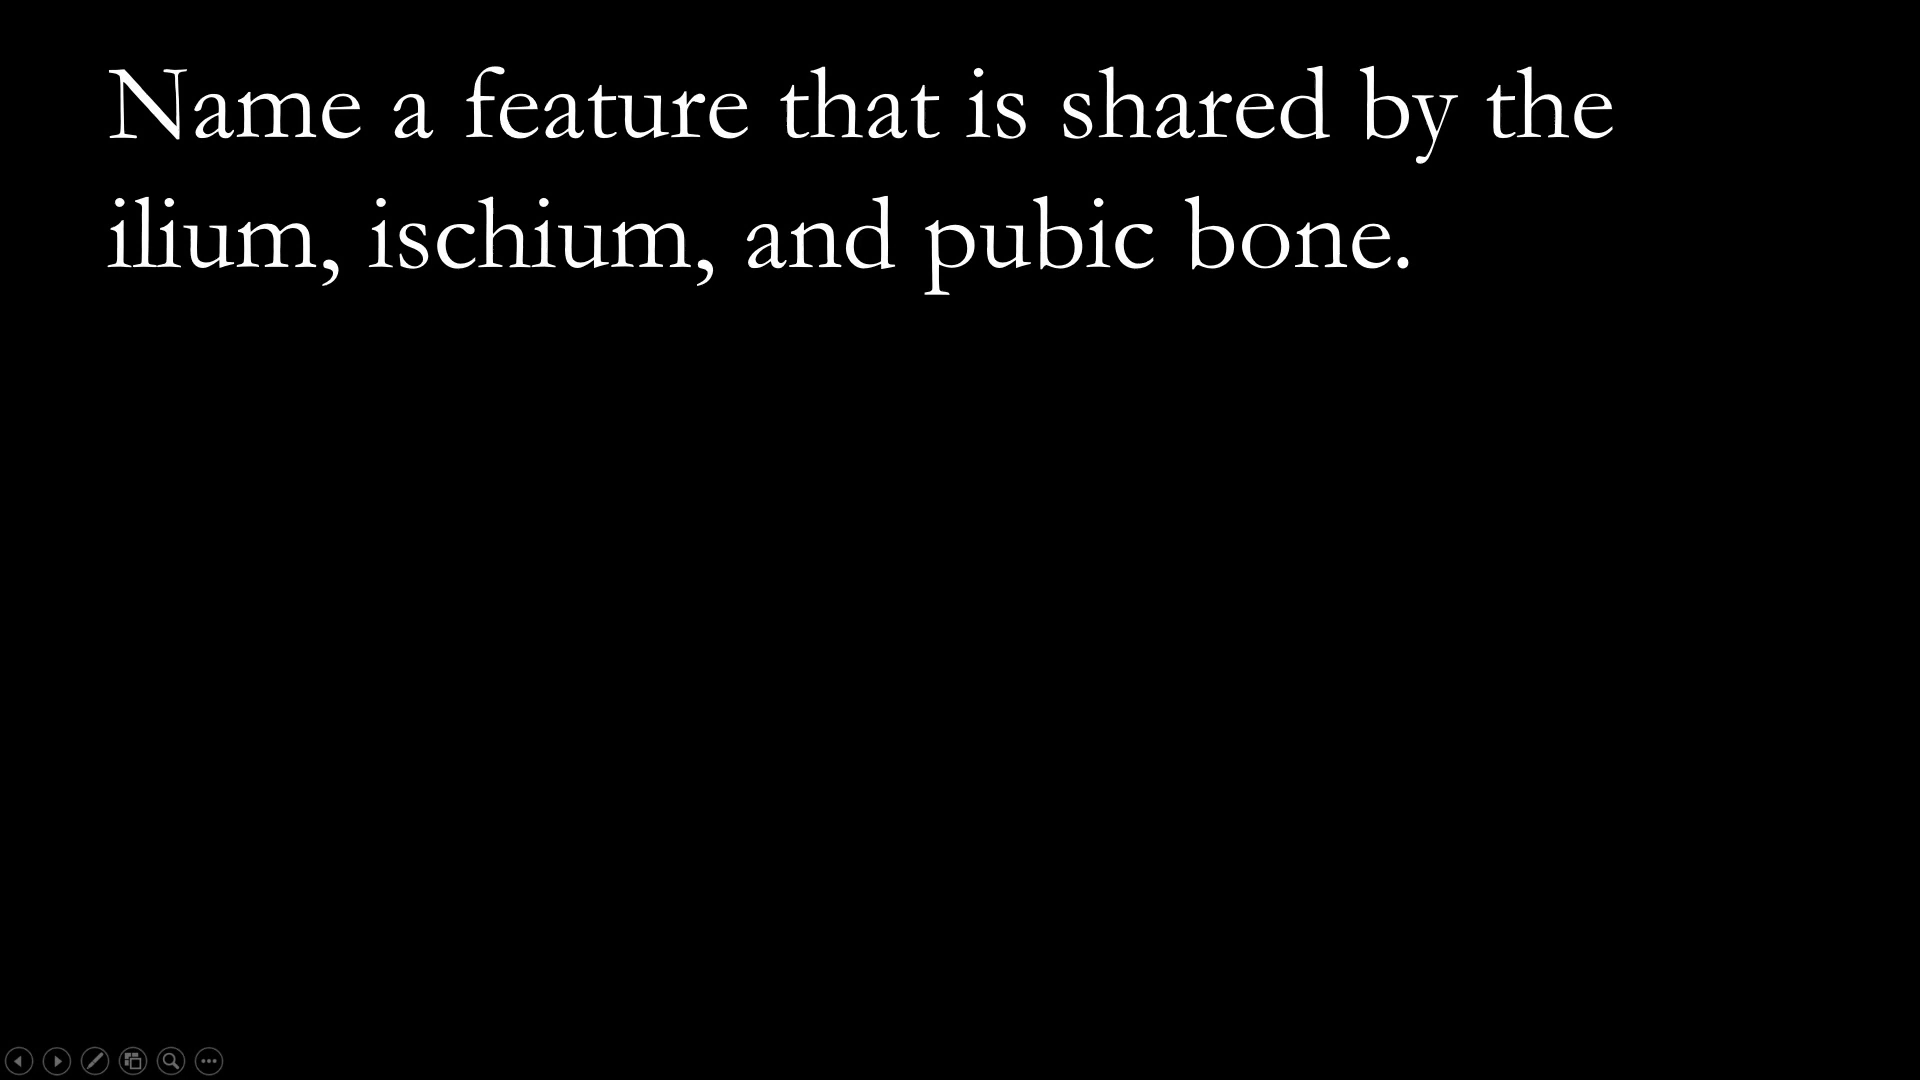 Name a feature that is shared by the
ilium, ischium, and pubic bone.